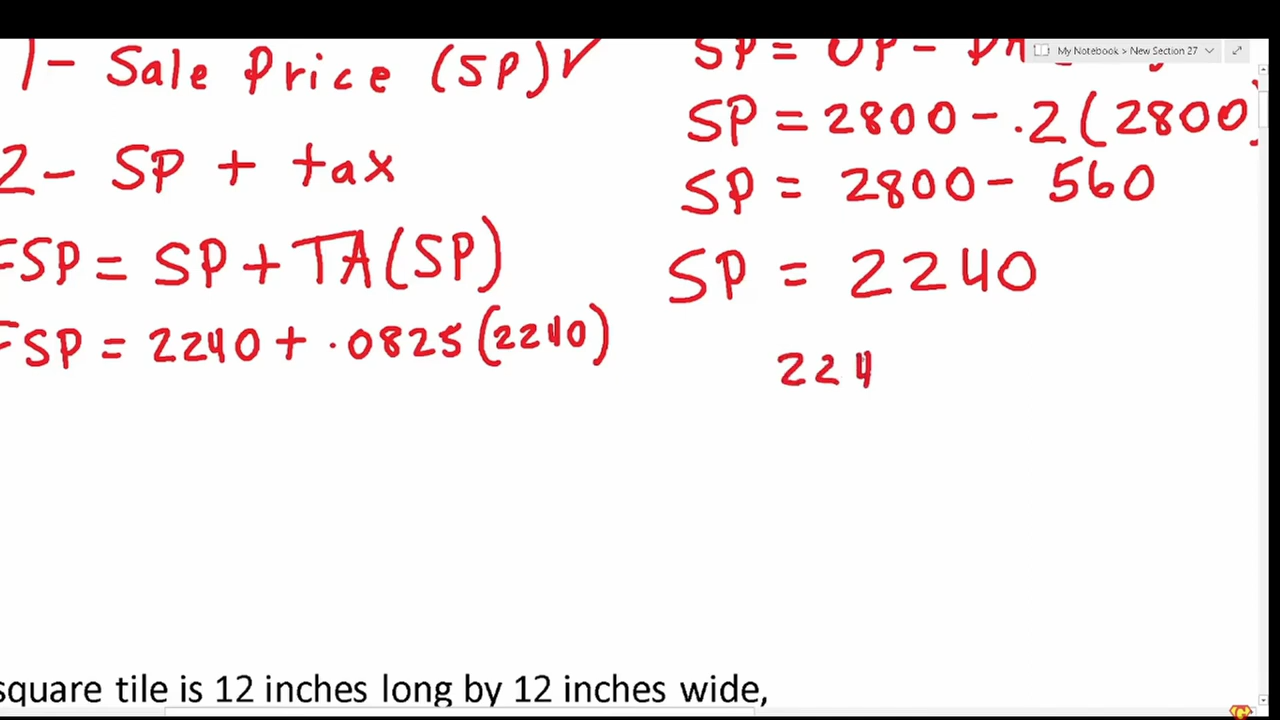 1- Sale Price (SP) ✓
2- SP + tax
FSP = SP + TA(SP)
FSP = 2240 + .0825(2240)
My Notebook > New Section 27
SP = OP -
SP = 2800 - .2(2800)
SP = 2800 - 560
SP = 2240
224
square tile is 12 inches long by 12 inches wide,